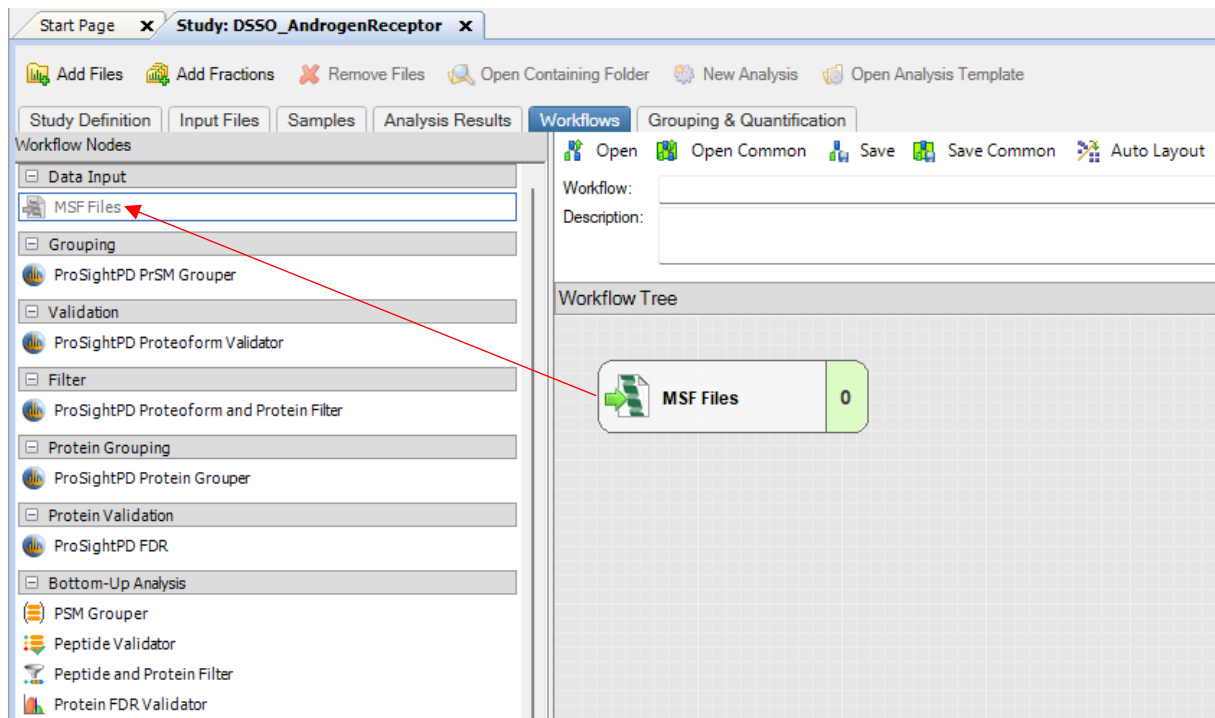 Start Page X Study: DSSO_AndrogenReceptor X
Add Files Add Fractions Remove Files Open Containing Folder New Analysis Open Analysis Template
Study Definition Input Files Samples Analysis Results Workflows Grouping & Quantification
Workflow Nodes
Open Open Common Save Save Common Auto Layout
Data Input
Workflow:
MSF Files
Description:
Grouping
ProSightPD PrSM Grouper
Workflow Tree
Validation
ProSightPD Proteoform Validator
Filter
MSF Files 0
ProSightPD Proteoform and Protein Filter
Protein Grouping
ProSightPD Protein Grouper
Protein Validation
ProSightPD FDR
Bottom-Up Analysis
PSM Grouper
Peptide Validator
Peptide and Protein Filter
Protein FDR Validator